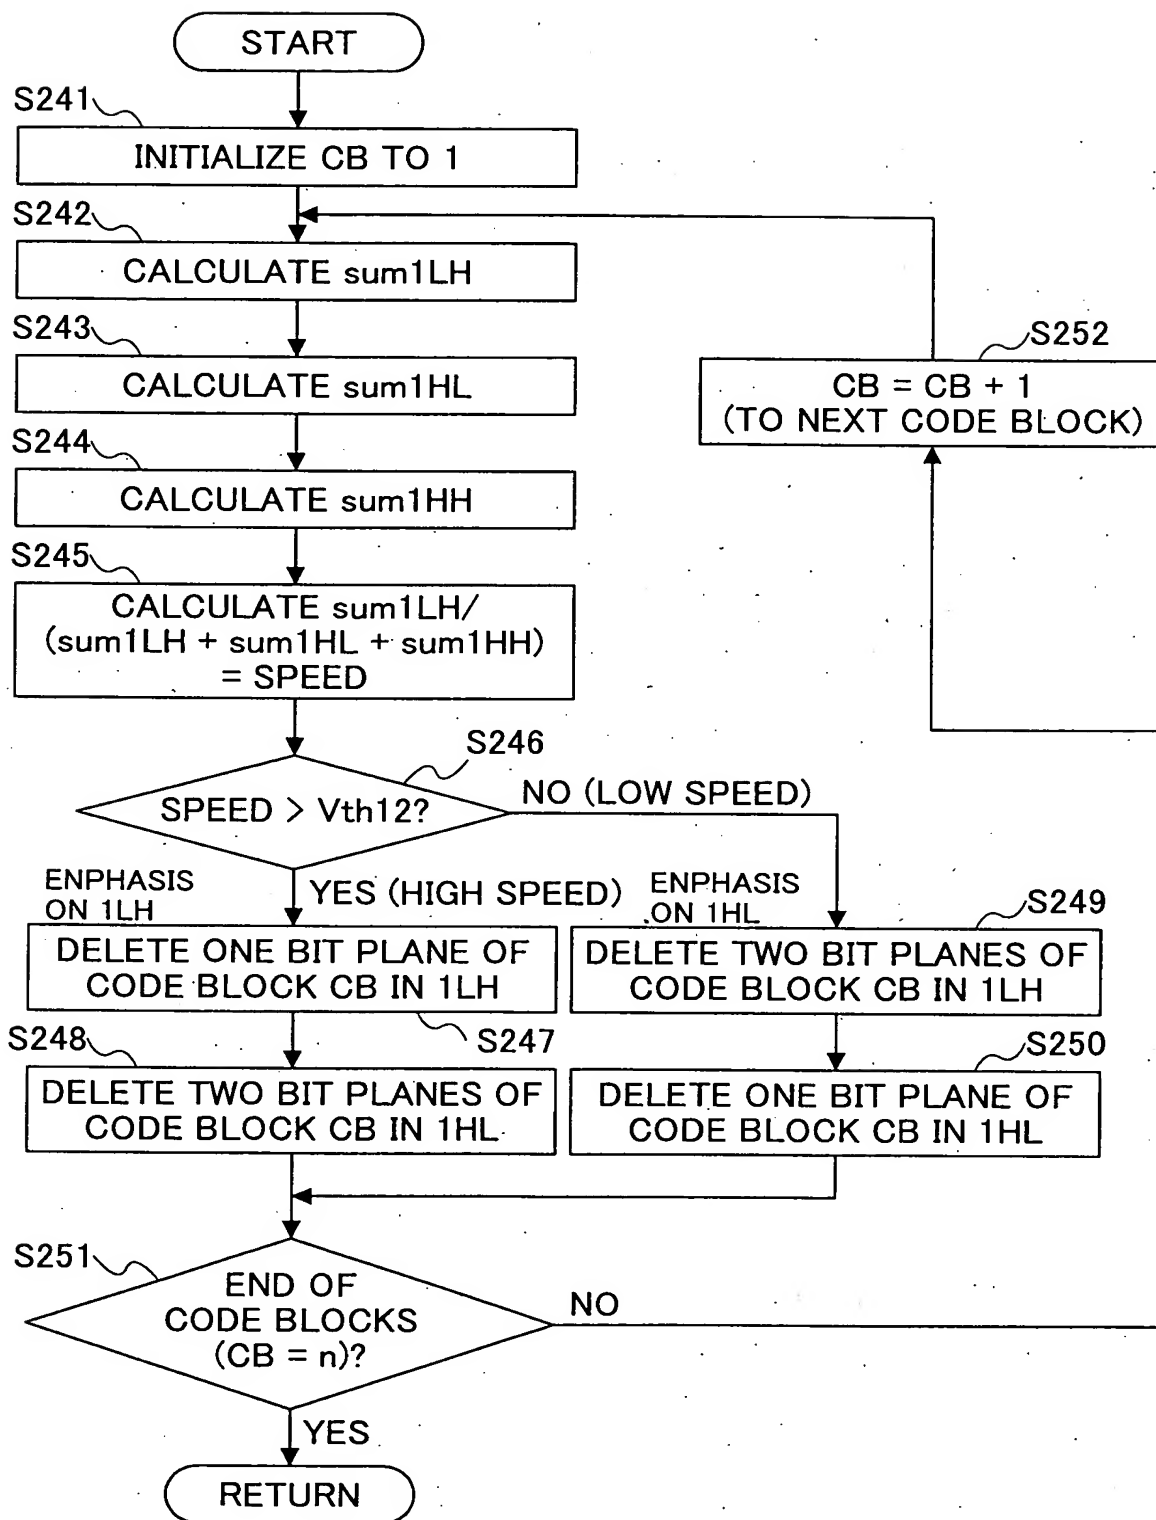 START
S241
INITIALIZE CB TO 1
S242
CALCULATE sum1LH
S243
CALCULATE sum1HL
S252
CB = CB + 1
(TO NEXT CODE BLOCK)
S244
CALCULATE sum1HH
S245
CALCULATE sum1LH/
(sum1LH + sum1HL + sum1HH)
= SPEED
S246
SPEED > Vth12?
NO (LOW SPEED)
YES (HIGH SPEED)
ENPHASIS
ON 1LH
ENPHASIS
ON 1HL
S249
DELETE ONE BIT PLANE OF
CODE BLOCK CB IN 1LH
S247
DELETE TWO BIT PLANES OF
CODE BLOCK CB IN 1LH
S248
DELETE TWO BIT PLANES OF
CODE BLOCK CB IN 1HL
S250
DELETE ONE BIT PLANE OF
CODE BLOCK CB IN 1HL
S251
END OF
CODE BLOCKS
(CB = n)?
NO
YES
RETURN